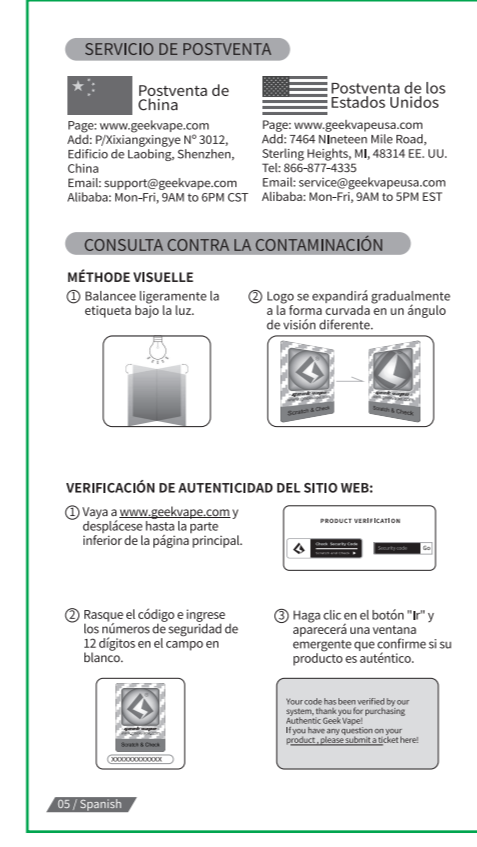 SERVICIO DE POSTVENTA
Postventa de
China
Page: www.geekvape.com
Add: P/Xixiangxingye Nº 3012,
Edificio de Laobing, Shenzhen,
China
Email: support@geekvape.com
Alibaba: Mon-Fri, 9AM to 6PM CST
Postventa de los
Estados Unidos
Page: www.geekvapeusa.com
Add: 7464 Nineteen Mile Road,
Sterling Heights, MI, 48314 EE. UU.
Tel: 866-877-4335
Email: service@geekvapeusa.com
Alibaba: Mon-Fri, 9AM to 5PM EST
CONSULTA CONTRA LA CONTAMINACIÓN
MÉTHODE VISUELLE
① Balancee ligeramente la
etiqueta bajo la luz.
② Logo se expandirá gradualmente
a la forma curvada en un ángulo
de visión diferente.
Scratch & Check
Scratch & Check
VERIFICACIÓN DE AUTENTICIDAD DEL SITIO WEB:
① Vaya a www.geekvape.com y
desplácese hasta la parte
inferior de la página principal.
PRODUCT VERIFICATION
Check Security Code
Security code
Go
② Rasque el código e ingrese
los números de seguridad de
12 dígitos en el campo en
blanco.
Scratch & Check
XXXXXXXXXXXX
③ Haga clic en el botón "Ir" y
aparecerá una ventana
emergente que confirme si su
producto es auténtico.
Your code has been verified by our
system, thank you for purchasing
Authentic Geek Vape!
If you have any question on your
product , please submit a ticket here!
05 / Spanish